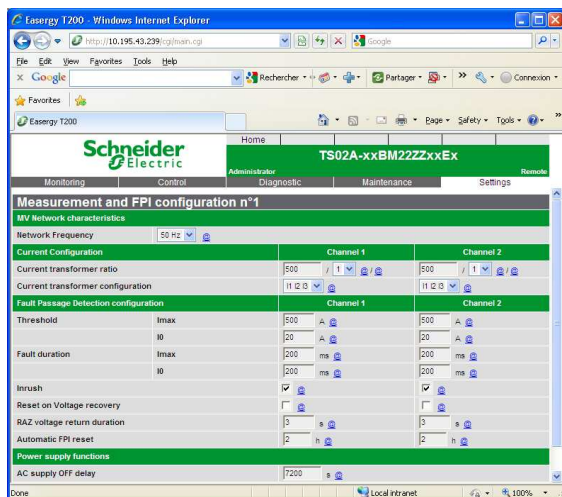 Easergy T200 - Windows Internet Explorer
http://10.195.43.239/cgi/main.cgi
Google
File Edit View Favorites Tools Help
x Google Rechercher Partager » Connexion
Favorites
Easergy T200 Page Safety Tools »
Schneider Electric
Home
TS02A-xxBM22ZZxxEx
Administrator Remote
Monitoring Control Diagnostic Maintenance Settings
Measurement and FPI configuration n°1
MV Network characteristics
Network Frequency 50 Hz @
Current Configuration Channel 1 Channel 2
Current transformer ratio 500 / 1 @ / @ 500 / 1 @ / @
Current transformer configuration I1 I2 I3 @ I1 I2 I3 @
Fault Passage Detection configuration Channel 1 Channel 2
Threshold Imax 500 A @ 500 A @
I0 20 A @ 20 A @
Fault duration Imax 200 ms @ 200 ms @
I0 200 ms @ 200 ms @
Inrush @ @
Reset on Voltage recovery @ @
RAZ voltage return duration 3 s @ 3 s @
Automatic FPI reset 2 h @ 2 h @
Power supply functions
AC supply OFF delay 7200 s @
Done Local intranet 100%